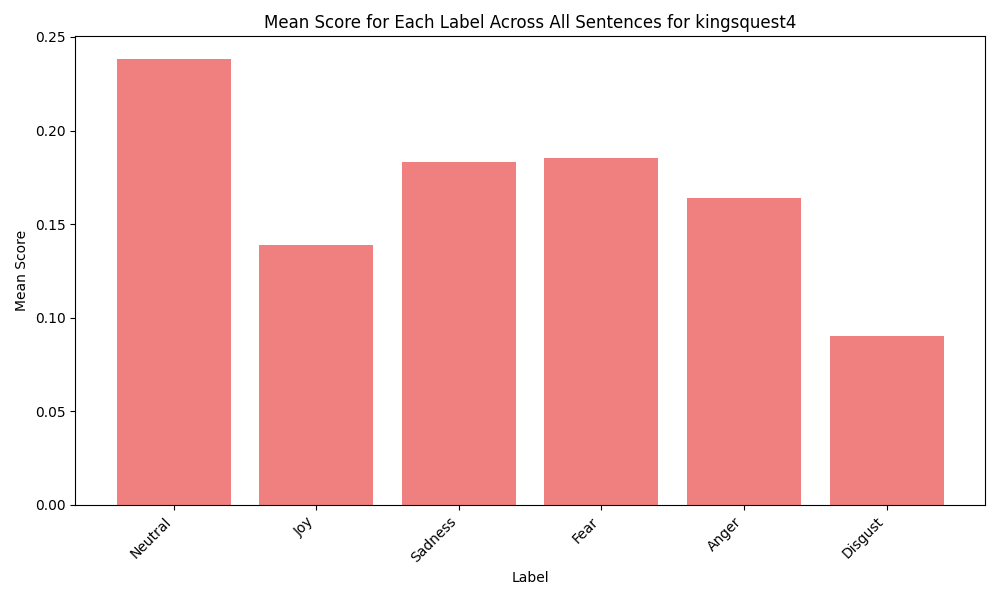 Mean Score for Each Label Across All Sentences for kingsquest4
0.25
0.20
0.15
0.10
0.05
0.00
Mean Score
Neutral
Joy
Sadness
Fear
Anger
Disgust
Label